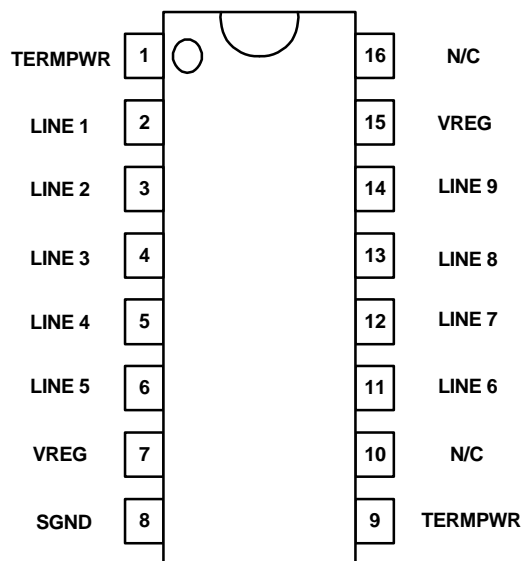 TERMPWR 1 16 N/C
LINE 1 2 15 VREG
LINE 2 3 14 LINE 9
LINE 3 4 13 LINE 8
LINE 4 5 12 LINE 7
LINE 5 6 11 LINE 6
VREG 7 10 N/C
SGND 8 9 TERMPWR